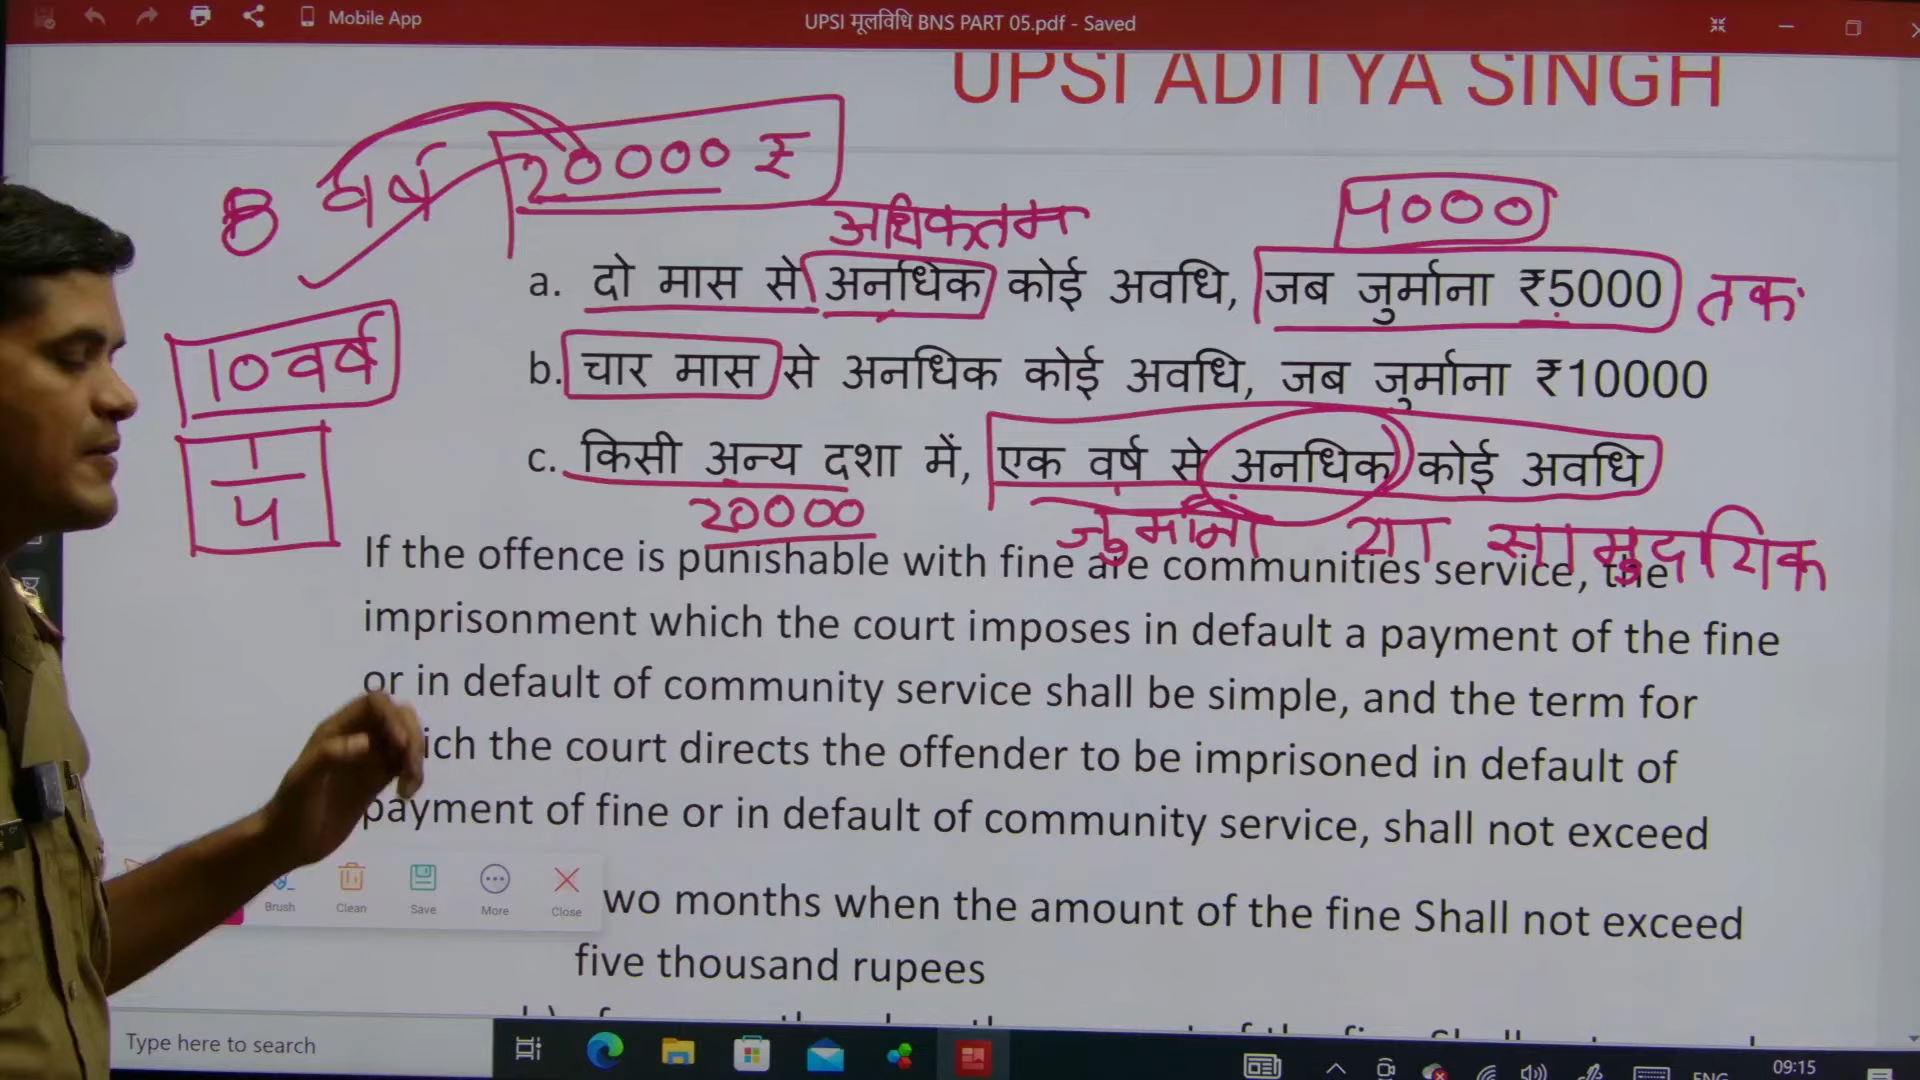 Mobile App
UPSI मूलविधि BNS PART 05.pdf - Saved
UPSI ADITYA SINGH
8 वर्ष 20000 ₹
अधिकतम
5000
a. दो मास से अनधिक कोई अवधि, जब जुर्माना ₹5000 तक
10 वर्ष
b. चार मास से अनधिक कोई अवधि, जब जुर्माना ₹10000
1/4
c. किसी अन्य दशा में, एक वर्ष से अनधिक कोई अवधि
20000
जुर्माना या सामुदायिक
If the offence is punishable with fine are communities service, the
imprisonment which the court imposes in default a payment of the fine
or in default of community service shall be simple, and the term for
ich the court directs the offender to be imprisoned in default of
payment of fine or in default of community service, shall not exceed
wo months when the amount of the fine Shall not exceed
five thousand rupees
Brush
Clean
Save
More
Close
Type here to search
ENG
09:15